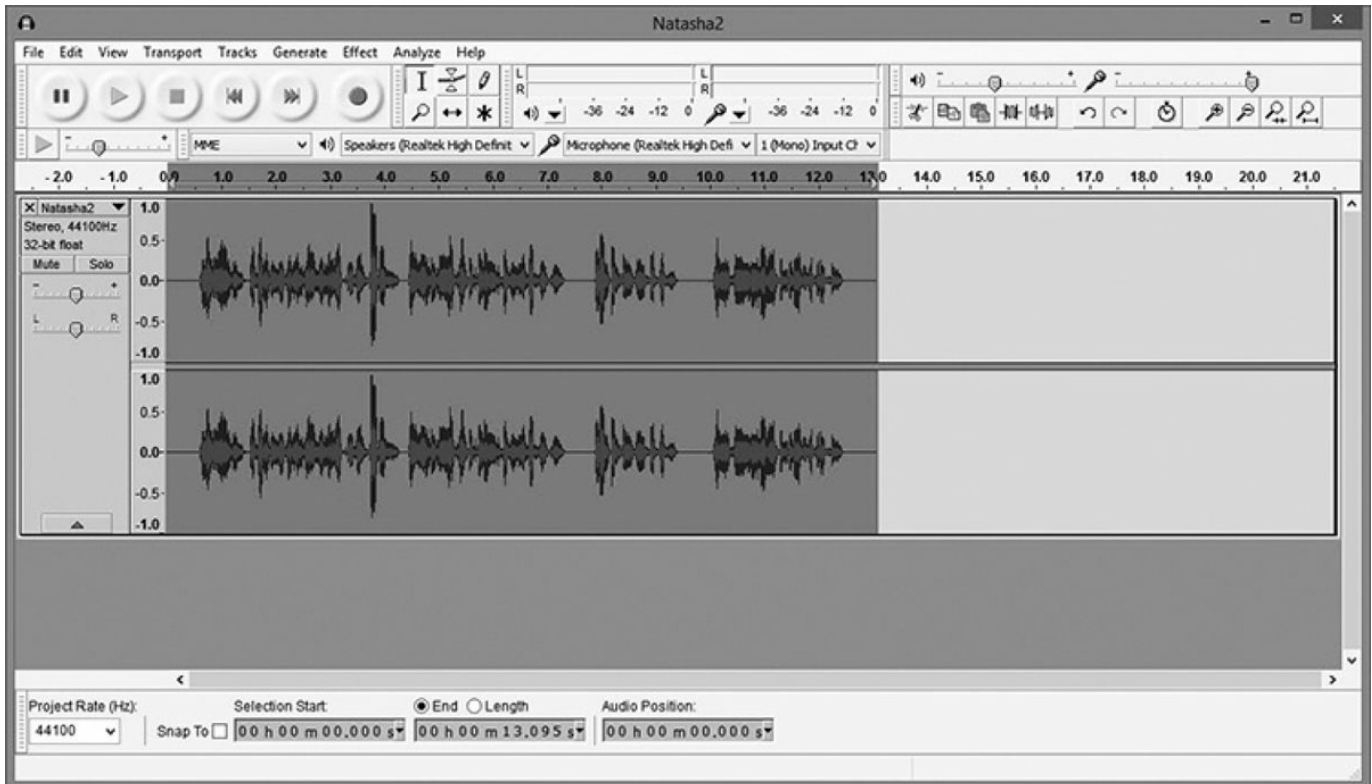 Natasha2
File Edit View Transport Tracks Generate Effect Analyze Help
L
R
-36 -24 -12 0
L
R
-36 -24 -12 0
MME Speakers (Realtek High Definit Microphone (Realtek High Defi 1 (Mono) Input Ch
-2.0 -1.0 0.0 1.0 2.0 3.0 4.0 5.0 6.0 7.0 8.0 9.0 10.0 11.0 12.0 13.0 14.0 15.0 16.0 17.0 18.0 19.0 20.0 21.0
X Natasha2
Stereo, 44100Hz
32-bit float
Mute Solo
- +
L R
1.0
0.5
0.0
-0.5
-1.0
1.0
0.5
0.0
-0.5
-1.0
Project Rate (Hz): Selection Start: End Length Audio Position:
44100 Snap To 00 h 00 m 00.000 s 00 h 00 m 13.095 s 00 h 00 m 00.000 s